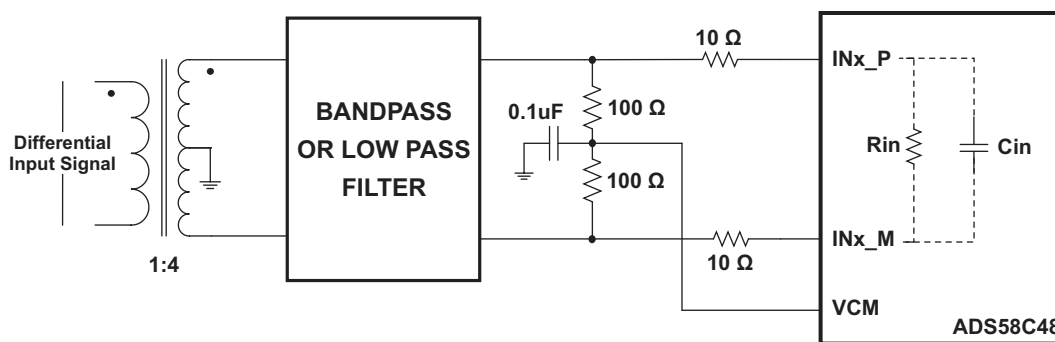 Differential
Input Signal
1:4
BANDPASS
OR LOW PASS
FILTER
0.1uF
100 Ω
100 Ω
10 Ω
10 Ω
INx_P
Rin
Cin
INx_M
VCM
ADS58C48